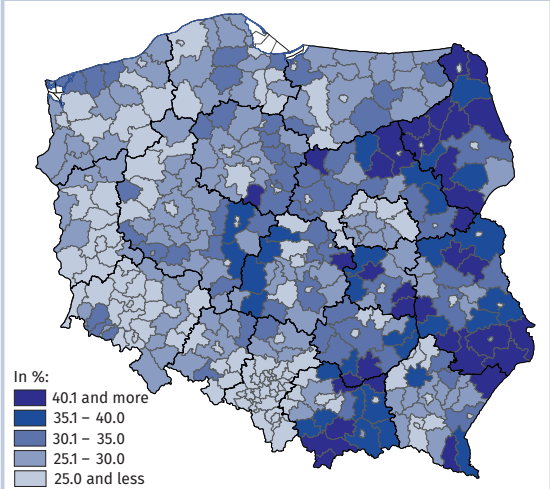 In %:
40.1 and more
35.1 – 40.0
30.1 – 35.0
25.1 – 30.0
25.0 and less